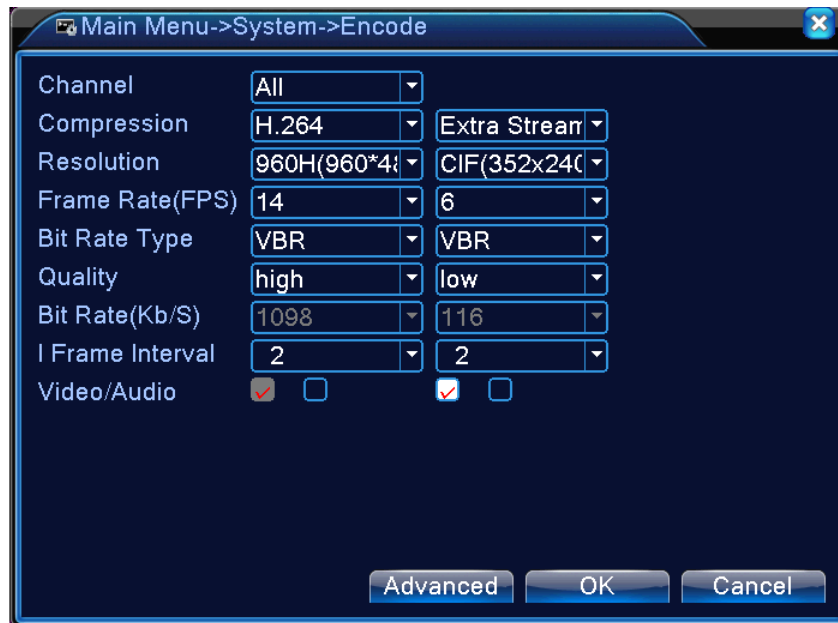 Main Menu->System->Encode
Channel All
Compression H.264 Extra Stream
Resolution 960H(960*48 CIF(352x240
Frame Rate(FPS) 14 6
Bit Rate Type VBR VBR
Quality high low
Bit Rate(Kb/S) 1098 116
I Frame Interval 2 2
Video/Audio
Advanced OK Cancel